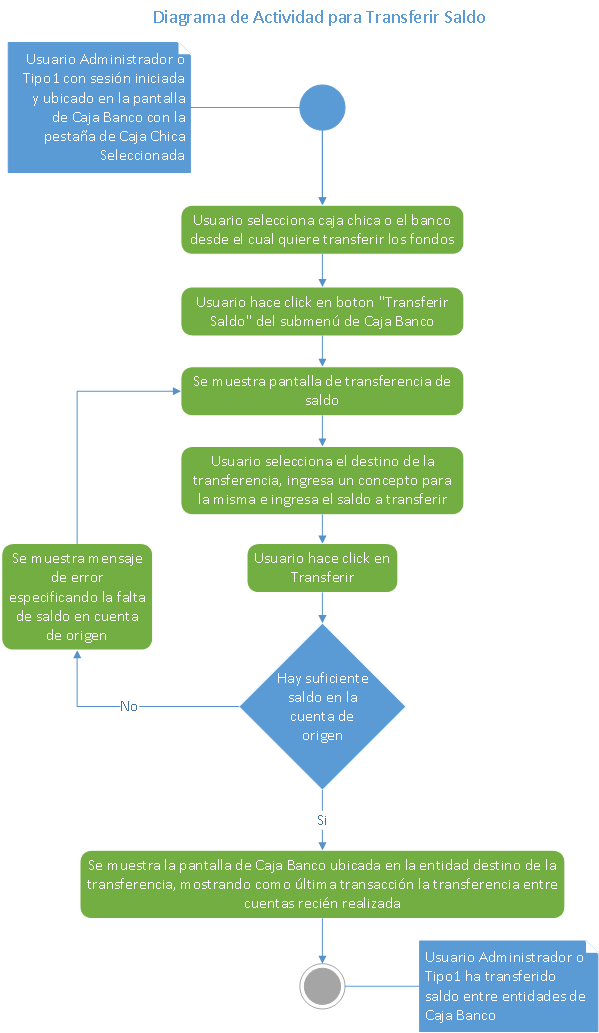 Diagrama de Actividad para Transferir Saldo
Usuario Administrador o
Tipo1 con sesión iniciada
y ubicado en la pantalla
de Caja Banco con la
pestaña de Caja Chica
Seleccionada
Usuario selecciona caja chica o el banco
desde el cual quiere transferir los fondos
Usuario hace click en boton "Transferir
Saldo" del submenú de Caja Banco
Se muestra pantalla de transferencia de
saldo
Usuario selecciona el destino de la
transferencia, ingresa un concepto para
la misma e ingresa el saldo a transferir
Usuario hace click en
Transferir
Se muestra mensaje
de error
especificando la falta
de saldo en cuenta
de origen
Hay suficiente
saldo en la
cuenta de
origen
No
Si
Se muestra la pantalla de Caja Banco ubicada en la entidad destino de la
transferencia, mostrando como última transacción la transferencia entre
cuentas recién realizada
Usuario Administrador o
Tipo1 ha transferido
saldo entre entidades de
Caja Banco